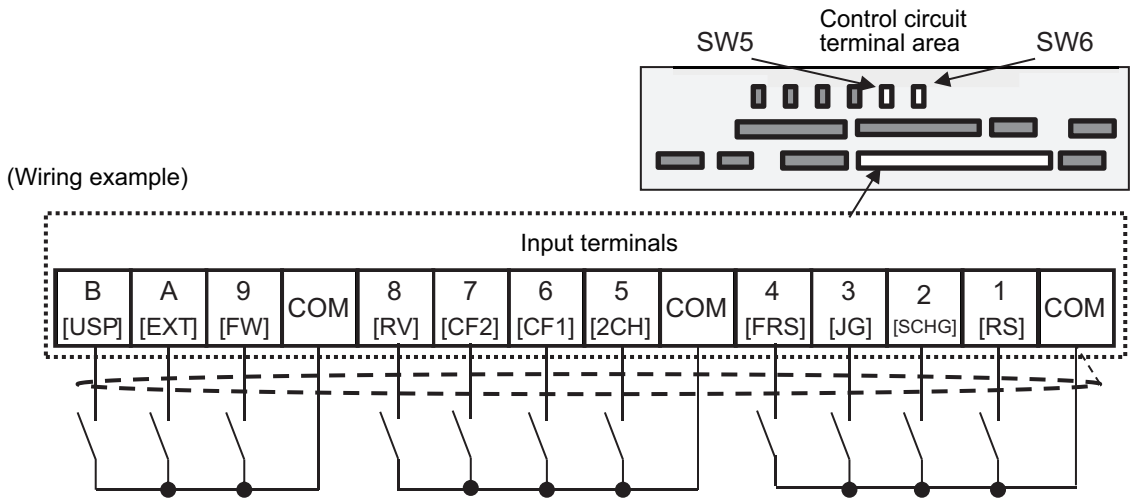 Control circuit
terminal area
SW5
SW6
(Wiring example)
Input terminals
B A 9 COM 8 7 6 5 COM 4 3 2 1 COM
[USP] [EXT] [FW] [RV] [CF2] [CF1] [2CH] [FRS] [JG] [SCHG] [RS]